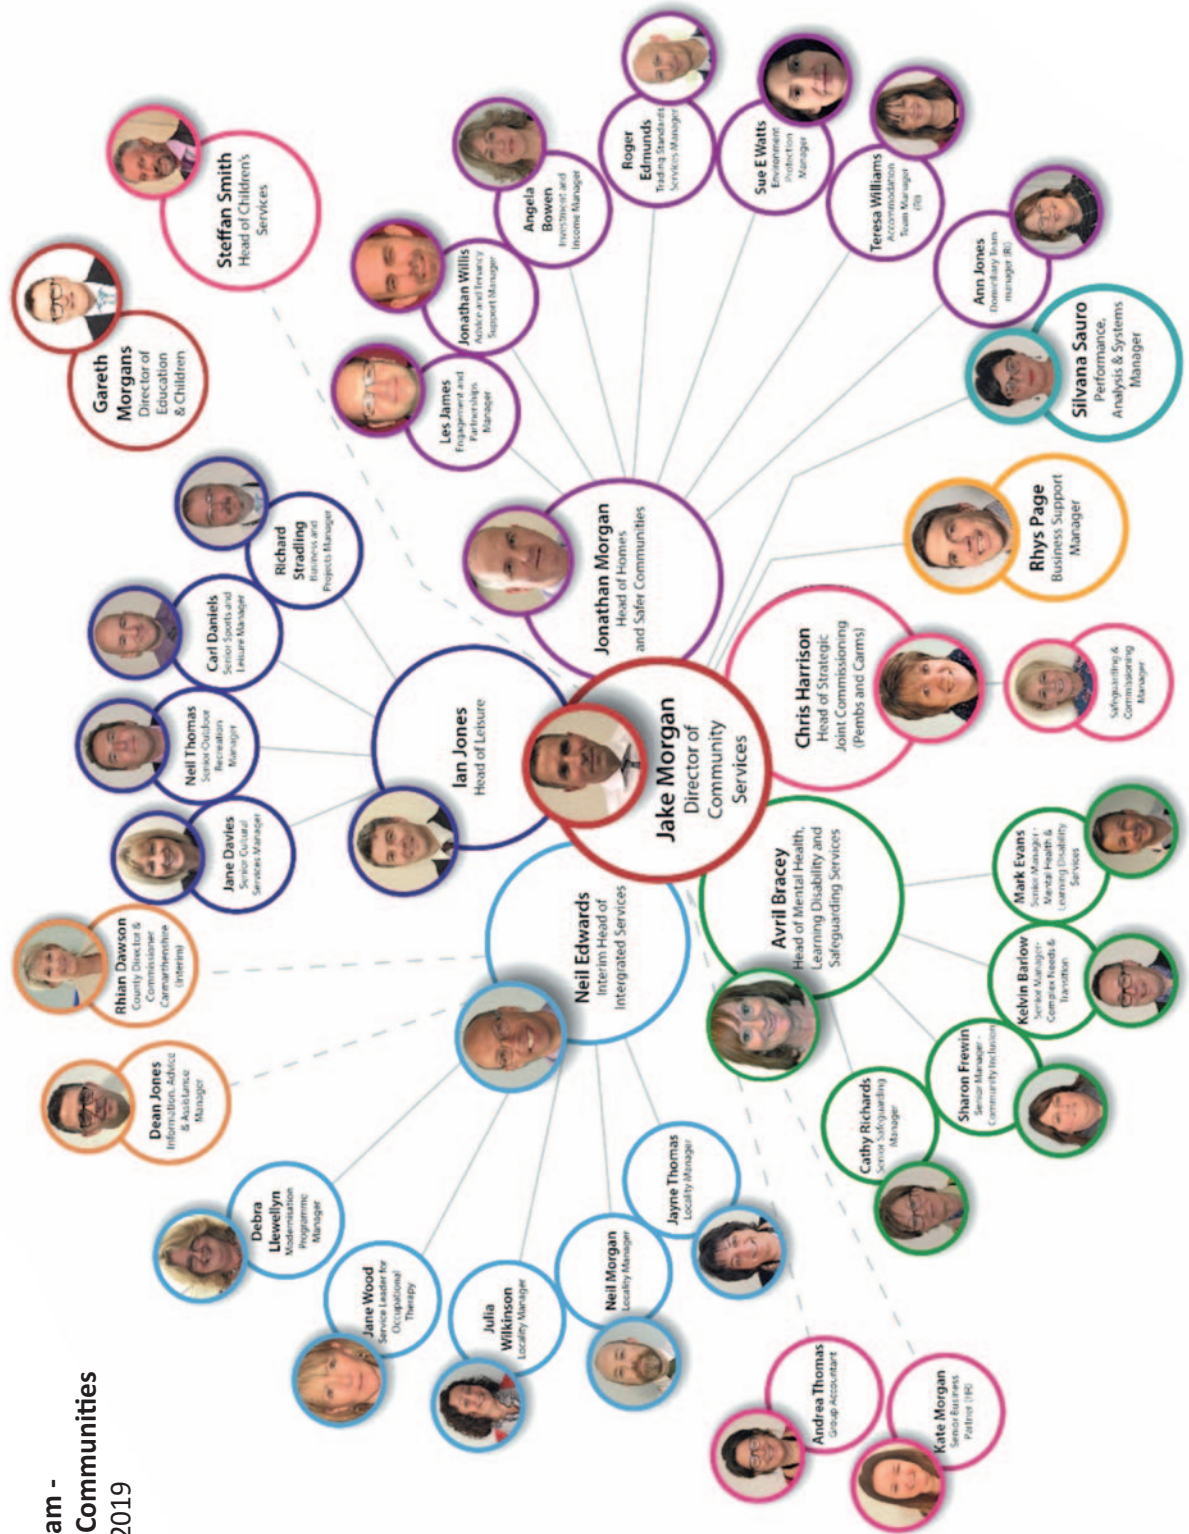 am -
Communities
2019
Gareth
Morgans
Director of
Education
& Children
Steffan Smith
Head of Children's
Services
Rhian Dawson
County Director &
Commissioner
Carmarthenshire
(Interim)
Dean Jones
Information, Advice
& Assistance
Manager
Jane Davies
Senior Cultural
Services Manager
Neil Thomas
Senior Outdoor
Recreation
Manager
Carl Daniels
Senior Sports and
Leisure Manager
Richard
Stradling
Business and
Projects Manager
Ian Jones
Head of Leisure
Les James
Engagement and
Partnerships
Manager
Jonathan Willis
Advice and Tenancy
Support Manager
Angela
Bowen
Investment and
Income Manager
Roger
Edmunds
Trading Standards
Services Manager
Sue E Watts
Environment
Protection
Manager
Teresa Williams
Accommodation
Team Manager
Ann Jones
Domiciliary Team
manager (RI)
Jonathan Morgan
Head of Homes
and Safer Communities
Debra
Llewellyn
Modernisation
Programme
Manager
Jane Wood
Service Leader for
Occupational
Therapy
Julia
Wilkinson
Locality Manager
Neil Morgan
Locality Manager
Jayne Thomas
Locality Manager
Neil Edwards
Interim Head of
Intergrated Services
Jake Morgan
Director of
Community
Services
Silvana Sauro
Performance,
Analysis & Systems
Manager
Rhys Page
Business Support
Manager
Chris Harrison
Head of Strategic
Joint Commissioning
(Pembs and Carms)
Safeguarding &
Commissioning
Manager
Avril Bracey
Head of Mental Health,
Learning Disability and
Safeguarding Services
Cathy Richards
Senior Safeguarding
Manager
Sharon Frewin
Senior Manager -
Community Inclusion
Kelvin Barlow
Senior Manager-
Complex Needs &
Transition
Mark Evans
Senior Manager -
Mental Health &
Learning Disability
Services
Andrea Thomas
Group Accountant
Kate Morgan
Senior Business
Partner (HR)